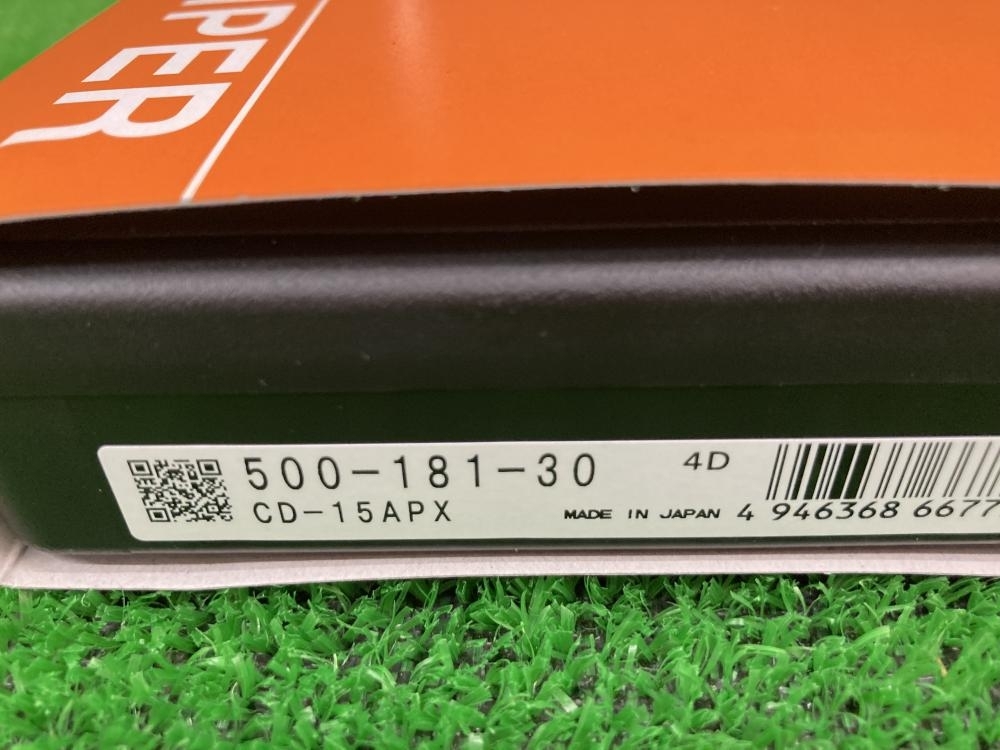 IPER
500-181-30
4D
CD-15APX
MADE IN JAPAN
4 946368 6677